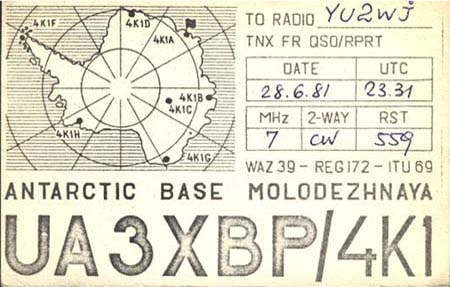 4K1F
4K1D
4K1A
4K1B
4K1C
4K1H
4K1G
TO RADIO YU2WJ
TNX FR QSO/RPRT
DATE UTC
28.6.81 23.31
MHz 2-WAY RST
7 CW 559
WAZ 39 - REG 172 - ITU 69
ANTARCTIC BASE MOLODEZHNAYA
UA3XBP/4K1